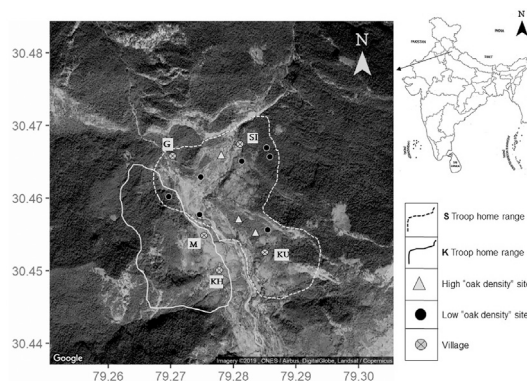 30.48
30.47
30.46
30.45
30.44
79.26
79.27
79.28
79.29
79.30
N
G
SI
M
KU
KH
Google
Imagery ©2019 , CNES / Airbus, DigitalGlobe, Landsat / Copernicus
N
S Troop home range
K Troop home range
High "oak density" site
Low "oak density" site
Village